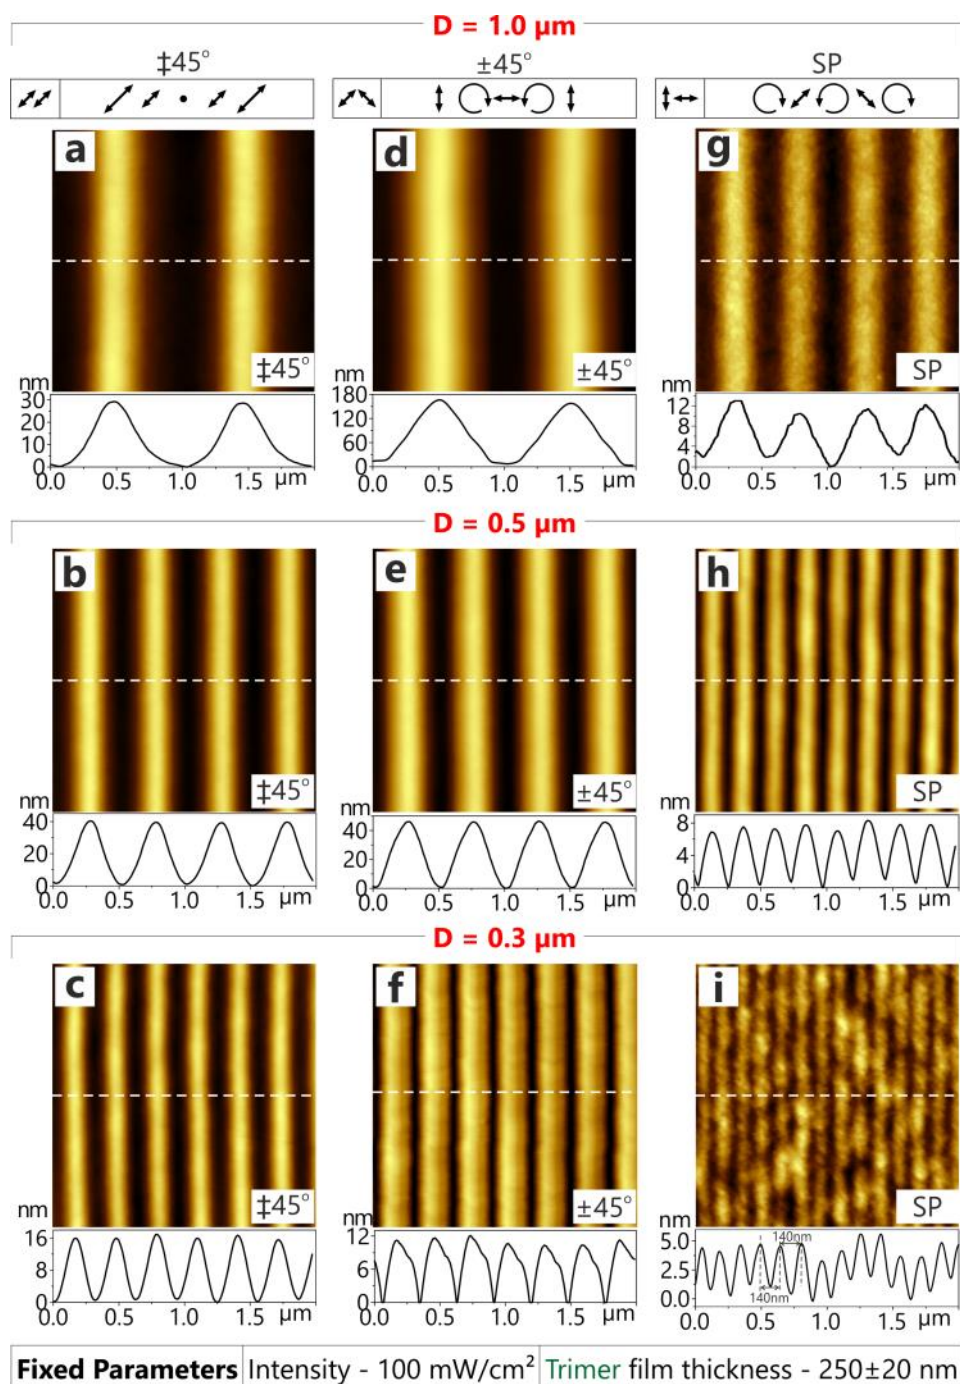 D = 1.0 µm
‡45° ±45° SP
a d g
‡45° ±45° SP
nm nm nm
30 20 10 0
0.0 0.5 1.0 1.5 µm
180 120 60 0
0.0 0.5 1.0 1.5 µm
12 8 4 0
0.0 0.5 1.0 1.5 µm
D = 0.5 µm
b e h
‡45° ±45° SP
nm nm nm
40 20 0
0.0 0.5 1.0 1.5 µm
40 20 0
0.0 0.5 1.0 1.5 µm
8 4 0
0.0 0.5 1.0 1.5 µm
D = 0.3 µm
c f i
‡45° ±45° SP
nm nm nm
16 8 0
0.0 0.5 1.0 1.5 µm
12 8 4 0
0.0 0.5 1.0 1.5 µm
5.0 2.5 0.0
140nm
140nm
0.0 0.5 1.0 1.5 µm
Fixed Parameters Intensity - 100 mW/cm² Trimer film thickness - 250±20 nm